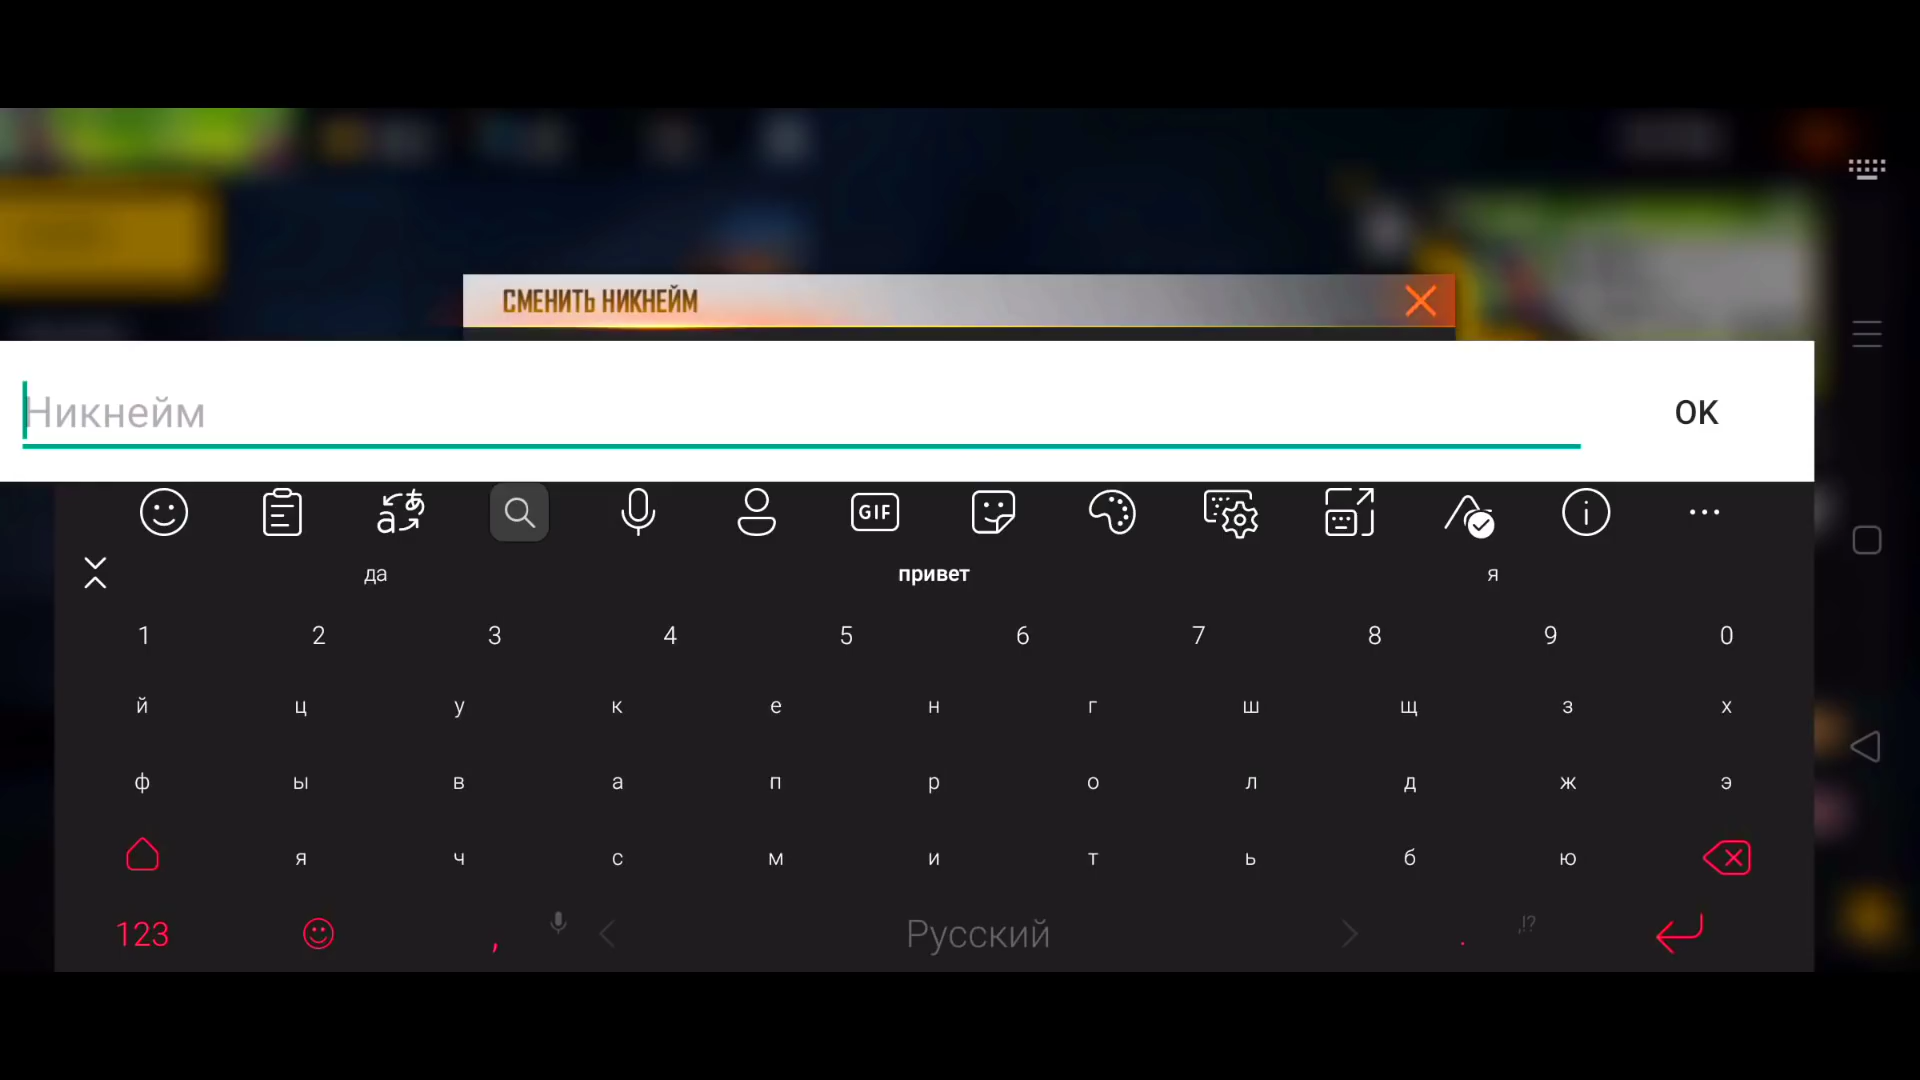 СМЕНИТЬ НИКНЕЙМ
Никнейм
OK
GIF
да привет я
1 2 3 4 5 6 7 8 9 0
й ц у к е н г ш щ з х
ф ы в а п р о л д ж э
я ч с м и т ь б ю
123 , Русский . ,!?